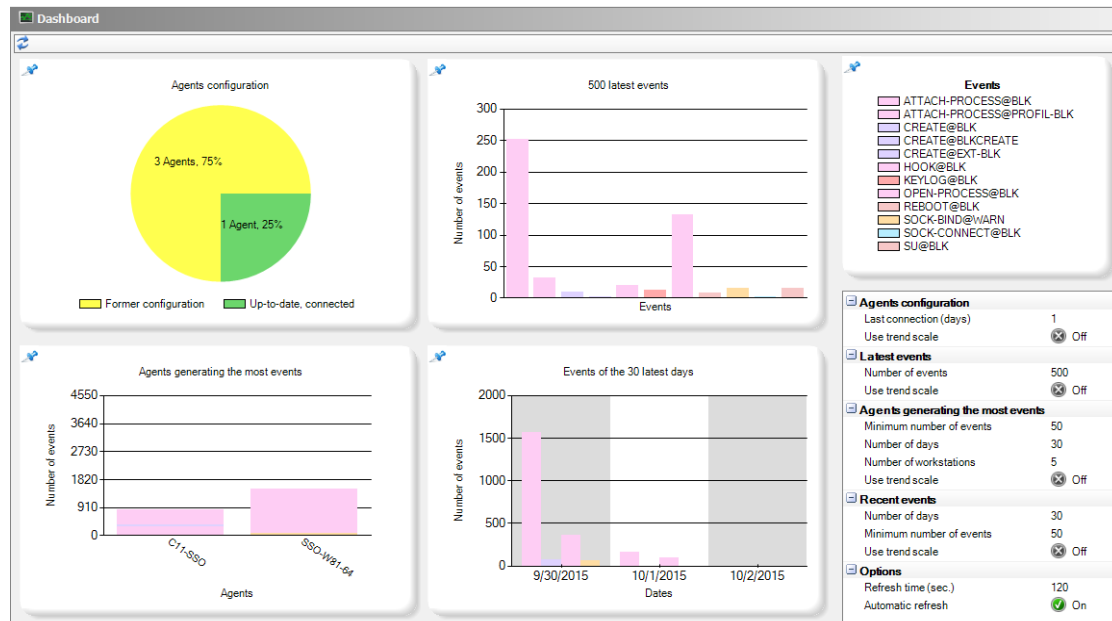 Dashboard
Agents configuration
3 Agents, 75%
1 Agent, 25%
Former configuration
Up-to-date, connected
500 latest events
Number of events
300
250
200
150
100
50
0
Events
Events
ATTACH-PROCESS@BLK
ATTACH-PROCESS@PROFIL-BLK
CREATE@BLK
CREATE@BLKCREATE
CREATE@EXT-BLK
HOOK@BLK
KEYLOG@BLK
OPEN-PROCESS@BLK
REBOOT@BLK
SOCK-BIND@WARN
SOCK-CONNECT@BLK
SU@BLK
Agents generating the most events
Number of events
4550
3640
2730
1820
910
0
C11-SSO
SSO-W81-64
Agents
Events of the 30 latest days
Number of events
2000
1500
1000
500
0
9/30/2015
10/1/2015
10/2/2015
Dates
Agents configuration
Last connection (days) 1
Use trend scale Off
Latest events
Number of events 500
Use trend scale Off
Agents generating the most events
Minimum number of events 50
Number of days 30
Number of workstations 5
Use trend scale Off
Recent events
Number of days 30
Minimum number of events 50
Use trend scale Off
Options
Refresh time (sec.) 120
Automatic refresh On